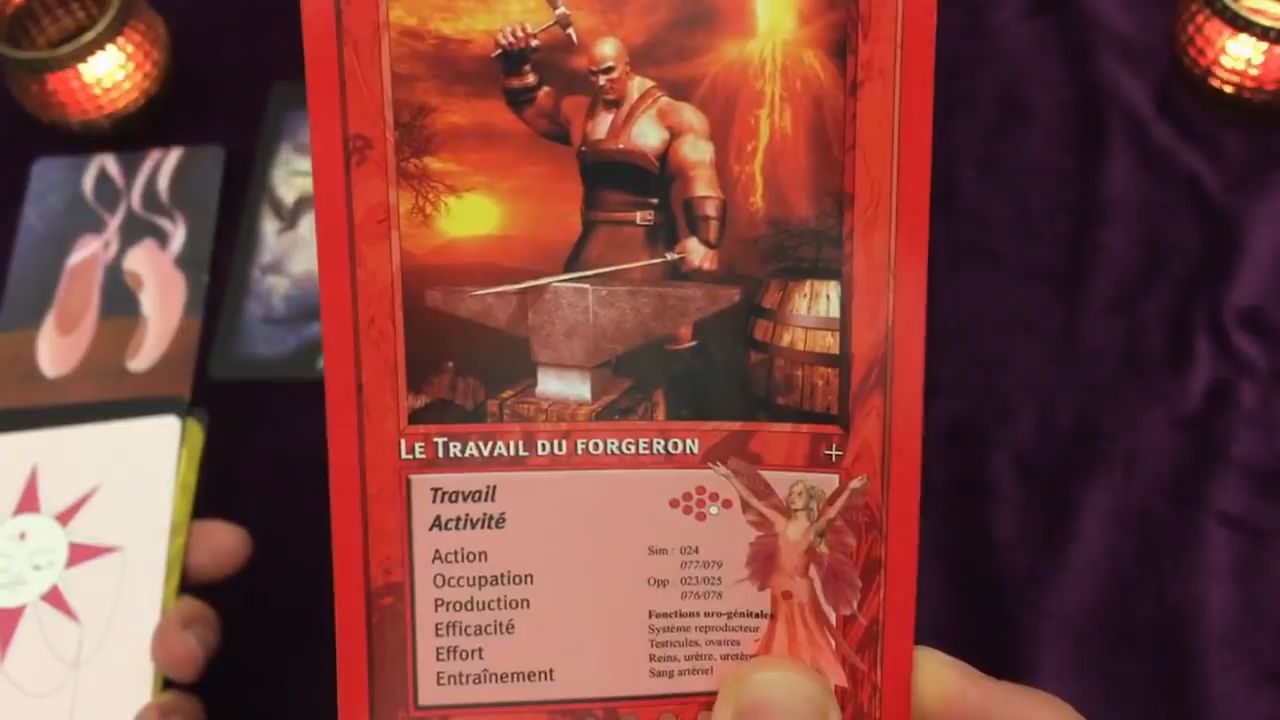 LE TRAVAIL DU FORGERON +
Travail
Activité
Action
Occupation
Production
Efficacité
Effort
Entraînement
Sim : 024
077/079
Opp : 023/025
076/078
Fonctions uro-génitales
Système reproducteur
Testicules, ovaires
Reins, urètre, uretère
Sang artériel